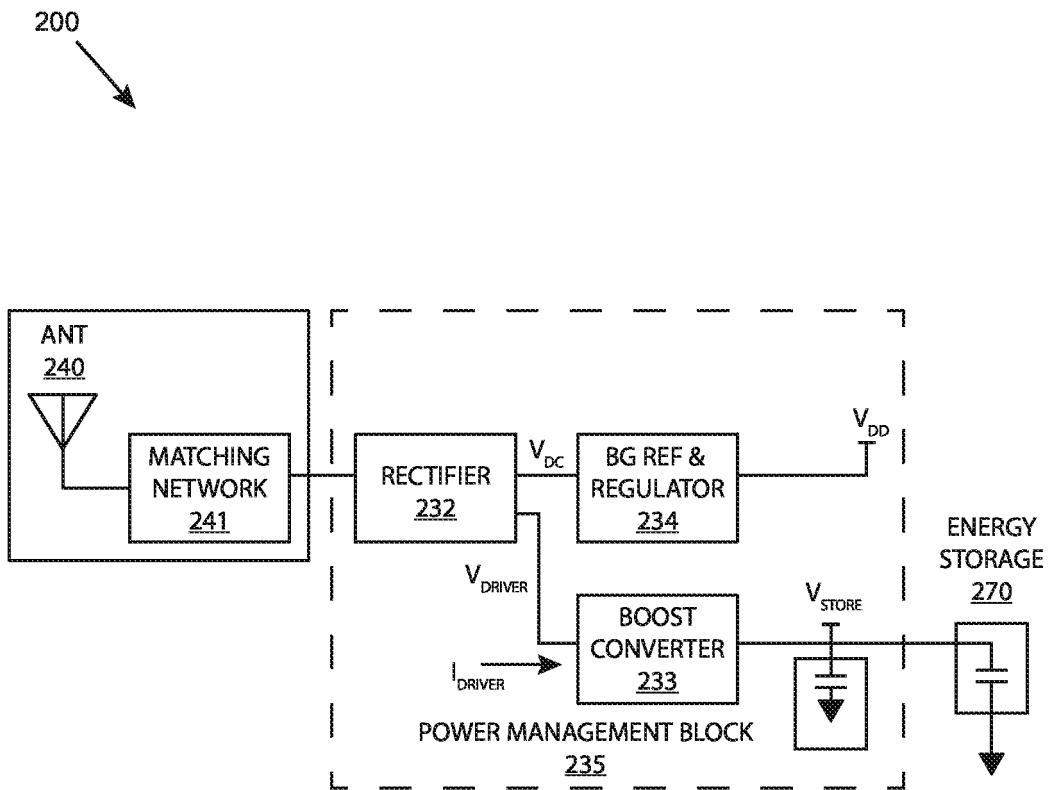 200
ANT
240
MATCHING
NETWORK
241
RECTIFIER
232
V_DC
BG REF &
REGULATOR
234
V_DD
V_DRIVER
I_DRIVER
BOOST
CONVERTER
233
V_STORE
ENERGY
STORAGE
270
POWER MANAGEMENT BLOCK
235